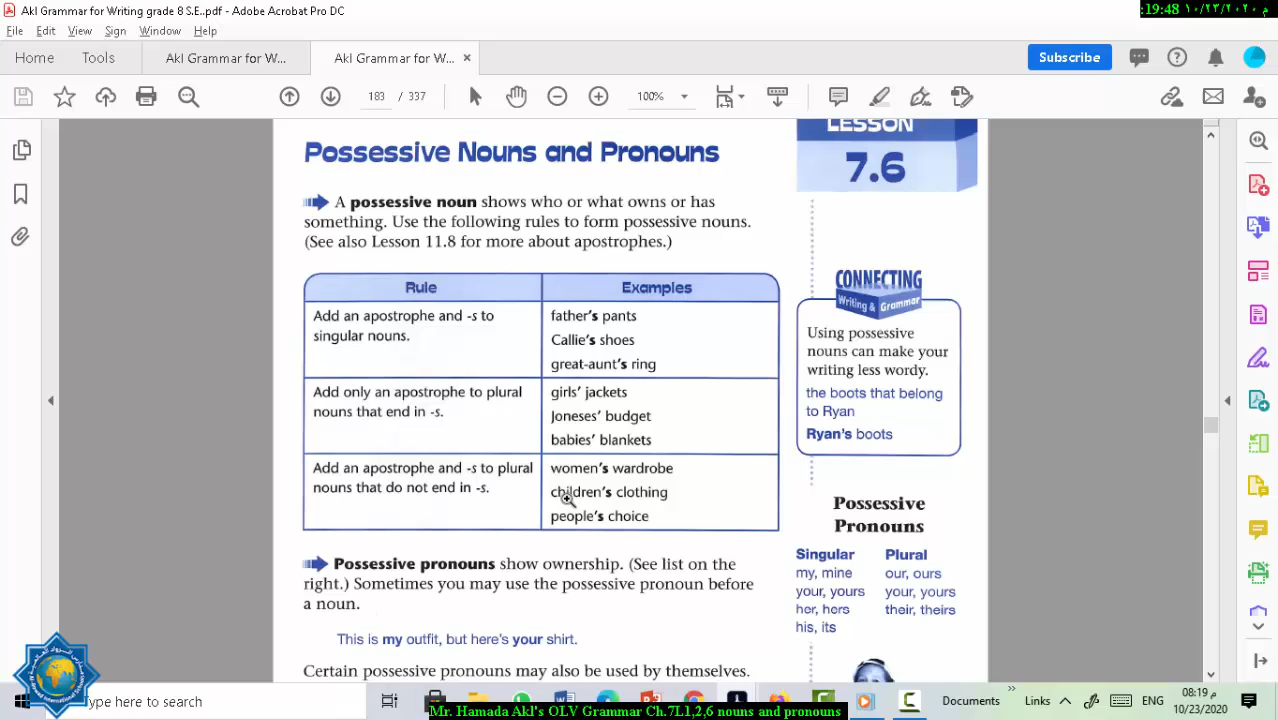 Akl Grammar for Writing grade 8 S.E..pdf - Adobe Acrobat Pro DC
:19:48 ١٠/٢٣/٢٠٢٠ م
File Edit View Sign Window Help
Home Tools Akl Grammar for W... Akl Grammar for W... × Subscribe
183 / 337 100%
LESSON
7.6
Possessive Nouns and Pronouns
A possessive noun shows who or what owns or has
something. Use the following rules to form possessive nouns.
(See also Lesson 11.8 for more about apostrophes.)
Rule Examples
Add an apostrophe and -s to
singular nouns.
father's pants
Callie's shoes
great-aunt's ring
Add only an apostrophe to plural
nouns that end in -s.
girls' jackets
Joneses' budget
babies' blankets
Add an apostrophe and -s to plural
nouns that do not end in -s.
women's wardrobe
children's clothing
people's choice
Possessive pronouns show ownership. (See list on the
right.) Sometimes you may use the possessive pronoun before
a noun.
This is my outfit, but here's your shirt.
Certain possessive pronouns may also be used by themselves.
CONNECTING
Writing & Grammar
Using possessive
nouns can make your
writing less wordy.
the boots that belong
to Ryan
Ryan's boots
Possessive
Pronouns
Singular Plural
my, mine our, ours
your, yours your, yours
her, hers their, theirs
his, its
ype here to search
Documents » Links ENG
08:19 م
10/23/2020
Mr. Hamada Akl's OLV Grammar Ch.7L1,2,6 nouns and pronouns